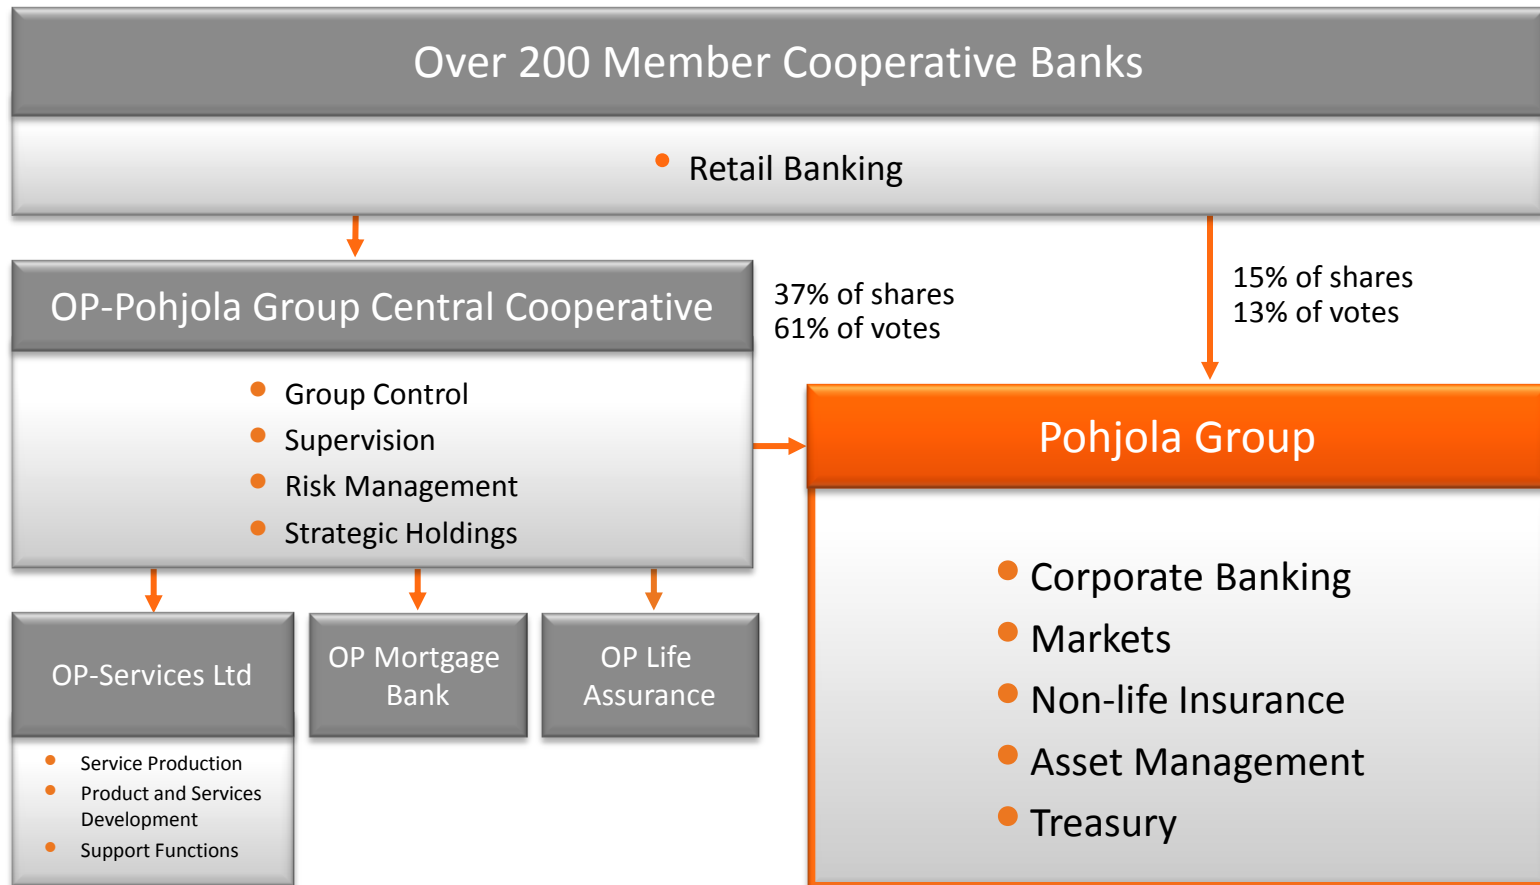 Over 200 Member Cooperative Banks
• Retail Banking
OP-Pohjola Group Central Cooperative
• Group Control
• Supervision
• Risk Management
• Strategic Holdings
37% of shares
61% of votes
15% of shares
13% of votes
Pohjola Group
• Corporate Banking
• Markets
• Non-life Insurance
• Asset Management
• Treasury
OP-Services Ltd
• Service Production
• Product and Services
Development
• Support Functions
OP Mortgage
Bank
OP Life
Assurance